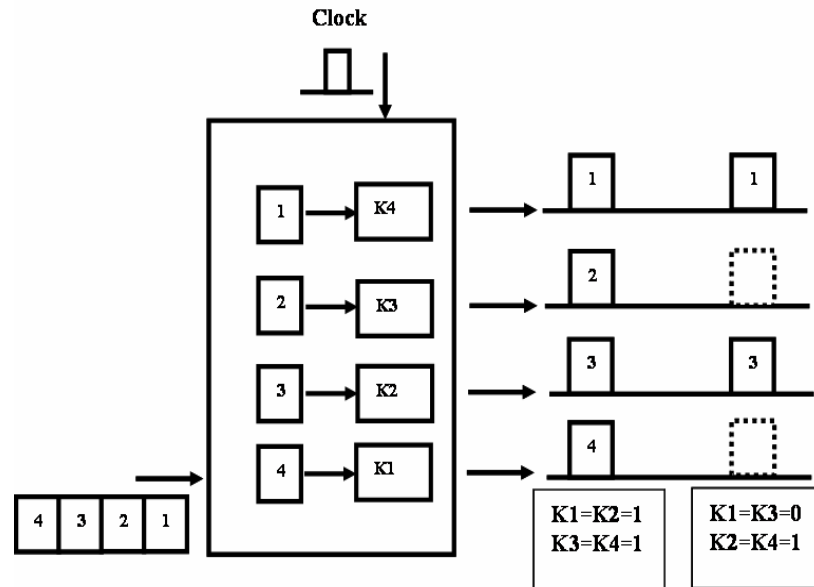 Clock
1 K4 1 1
2 K3 2
3 K2 3 3
4 K1 4
4 3 2 1
K1=K2=1
K3=K4=1
K1=K3=0
K2=K4=1